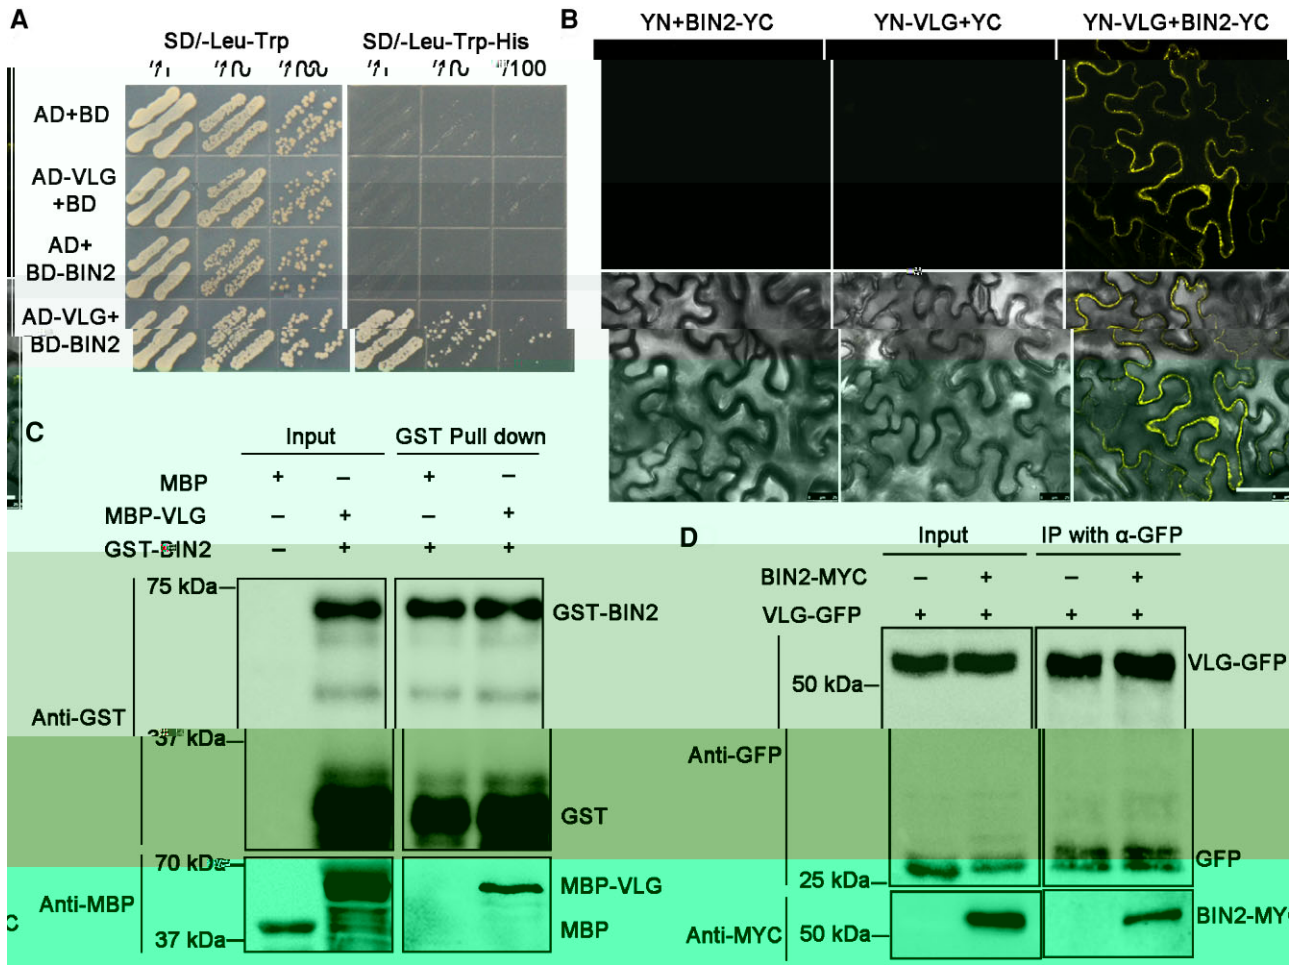 A
SD/-Leu-Trp
SD/-Leu-Trp-His
1/100
AD+BD
AD-VLG
+BD
AD+
BD-BIN2
AD-VLG+
BD-BIN2
B
YN+BIN2-YC
YN-VLG+YC
YN-VLG+BIN2-YC
C
Input
GST Pull down
MBP + – + –
MBP-VLG – + – +
GST-BIN2 – + + +
75 kDa
GST-BIN2
Anti-GST
37 kDa
GST
70 kDa
MBP-VLG
Anti-MBP
MBP
37 kDa
D
Input
IP with α-GFP
BIN2-MYC – + – +
VLG-GFP + + + +
VLG-GFP
50 kDa
Anti-GFP
GFP
25 kDa
BIN2-MYC
Anti-MYC
50 kDa